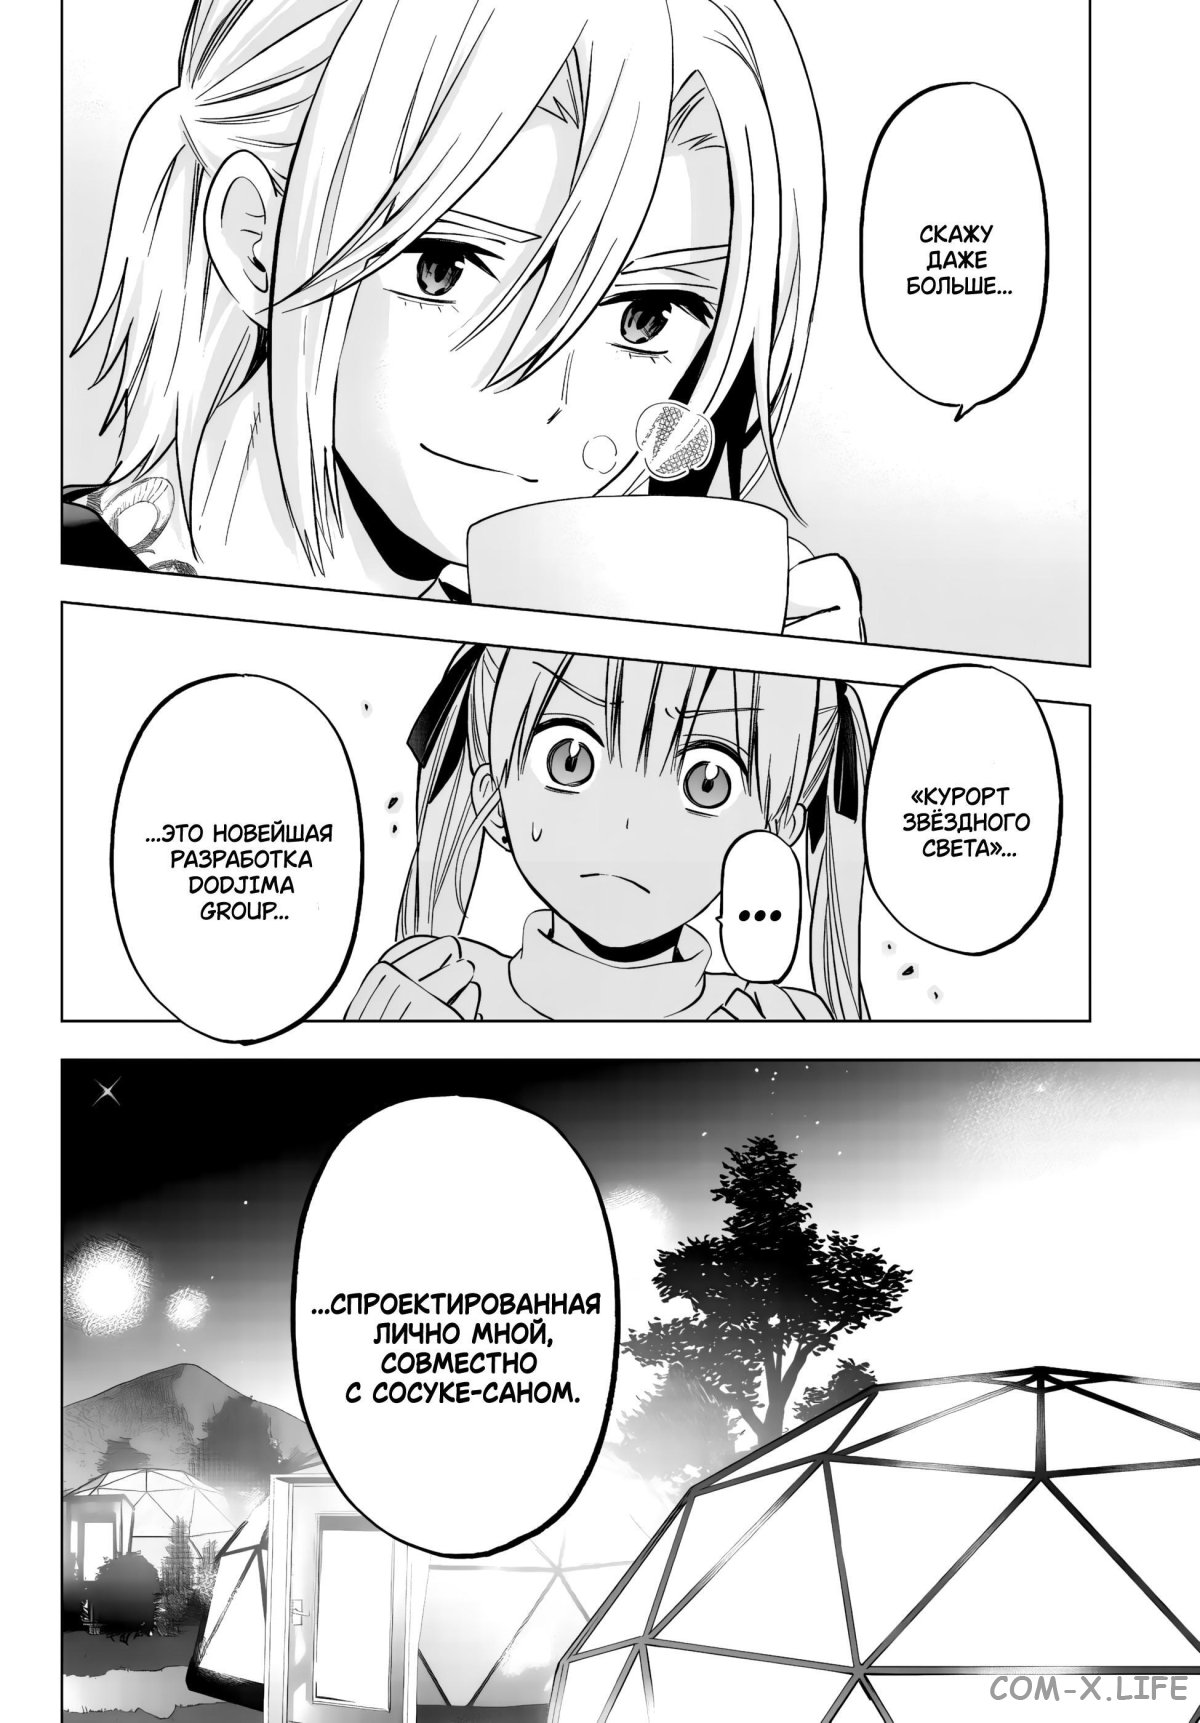 СКАЖУ
ДАЖЕ
БОЛЬШЕ...
«КУРОРТ
ЗВЁЗДНОГО
СВЕТА»...
...
...ЭТО НОВЕЙШАЯ
РАЗРАБОТКА
DODJIMA
GROUP...
...СПРОЕКТИРОВАННАЯ
ЛИЧНО МНОЙ,
СОВМЕСТНО
С СОСУКЕ-САНОМ.
COM-X.LIFE